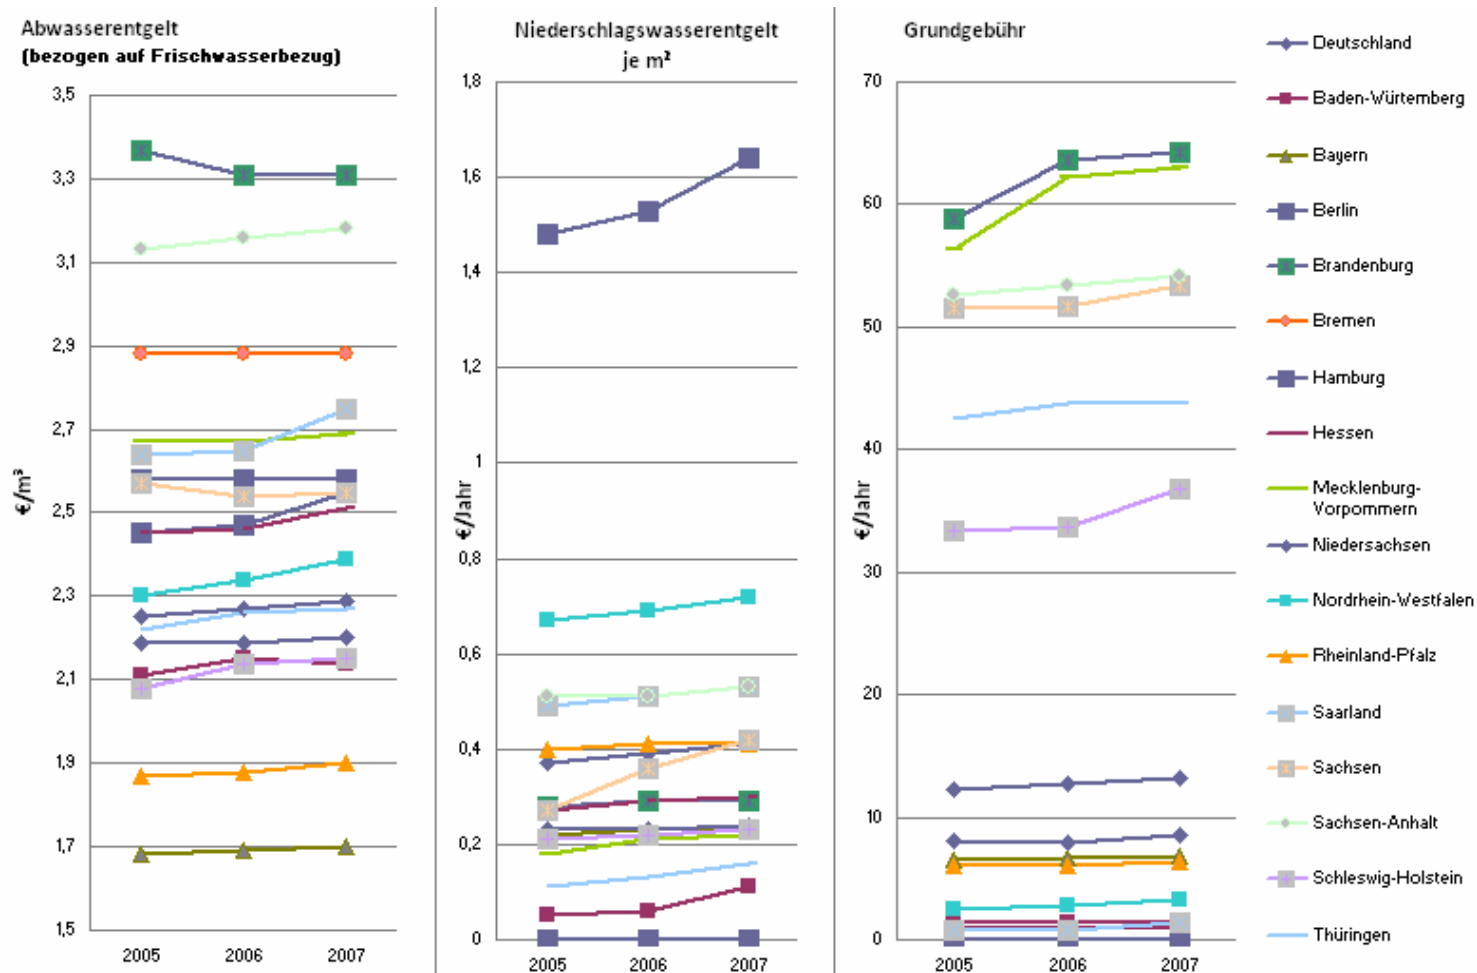 Abwasserentgelt
(bezogen auf Frischwasserbezug)
3,5
3,3
3,1
2,9
2,7
2,5
2,3
2,1
1,9
1,7
1,5
€/m³
2005 2006 2007
Niederschlagswasserentgelt
je m²
1,8
1,6
1,4
1,2
1
0,8
0,6
0,4
0,2
0
€/Jahr
2005 2006 2007
Grundgebühr
70
60
50
40
30
20
10
0
€/Jahr
2005 2006 2007
Deutschland
Baden-Würtemberg
Bayern
Berlin
Brandenburg
Bremen
Hamburg
Hessen
Mecklenburg-
Vorpommern
Niedersachsen
Nordrhein-Westfalen
Rheinland-Pfalz
Saarland
Sachsen
Sachsen-Anhalt
Schleswig-Holstein
Thüringen